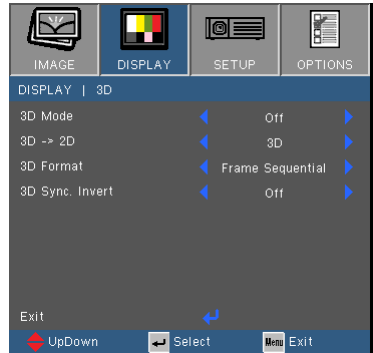 IMAGE DISPLAY SETUP OPTIONS
DISPLAY | 3D
3D Mode Off
3D -> 2D 3D
3D Format Frame Sequential
3D Sync. Invert Off
Exit
UpDown Select Menu Exit